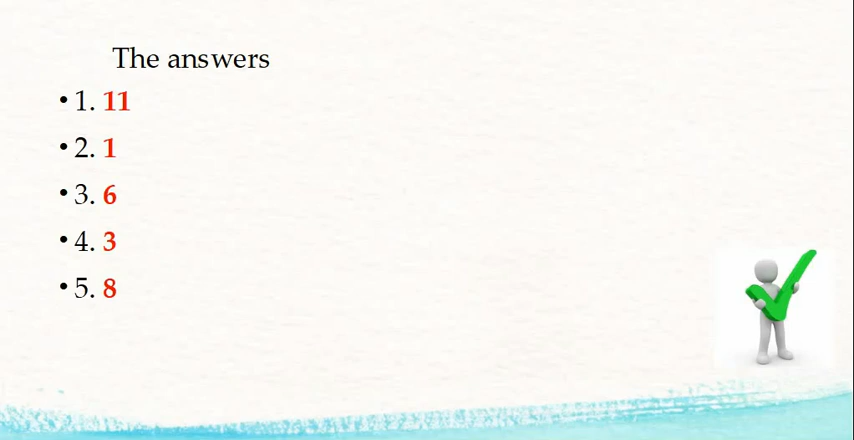 The answers
• 1. 11
• 2. 1
• 3. 6
• 4. 3
• 5. 8